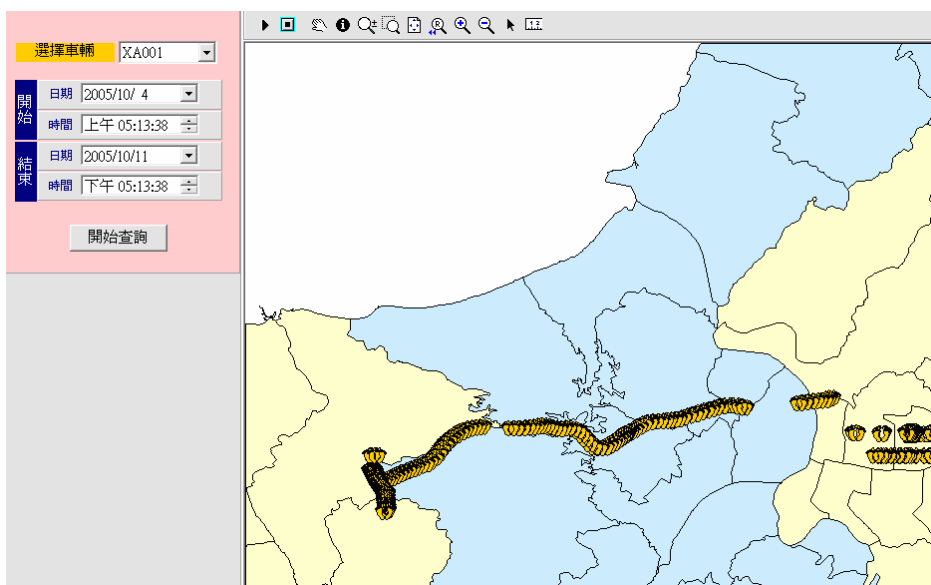 選擇車輛 XA001
開始
日期 2005/10/ 4
時間 上午 05:13:38
結束
日期 2005/10/11
時間 下午 05:13:38
開始查詢